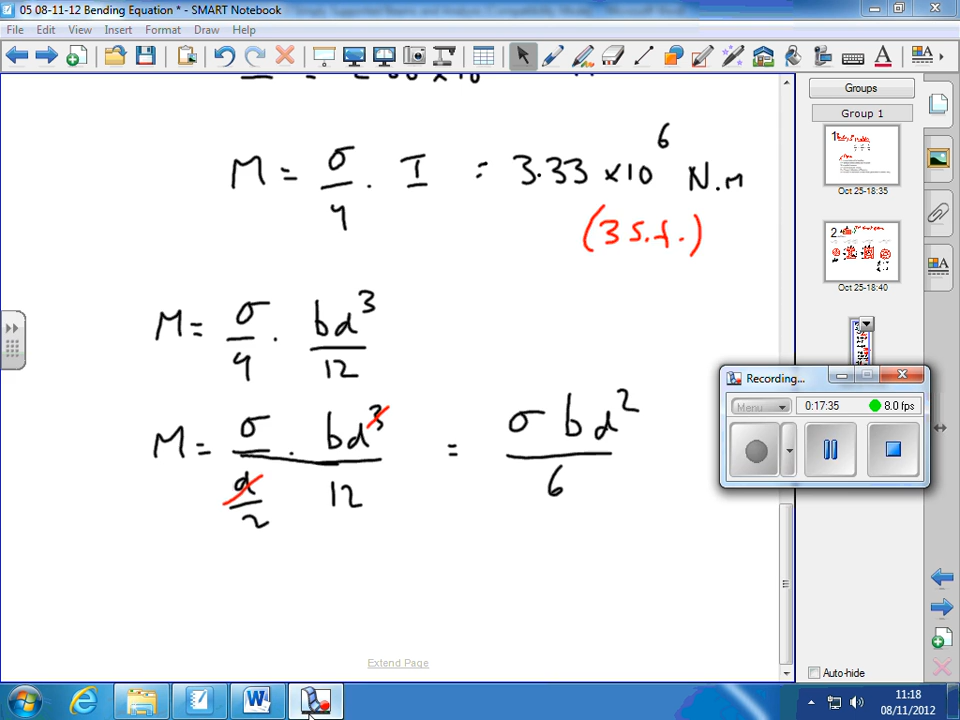 05 08-11-12 Bending Equation * - SMART Notebook
File Edit View Insert Format Draw Help
M = σ/y . I = 3.33 ×10^6 N.m
(3 s.f.)
M = σ/y . bd^3/12
M = σ/(d/2) . bd^3/12 = σ b d^2/6
Extend Page
Groups
Group 1
Oct 25-18:35
Oct 25-18:40
Recording...
Menu
0:17:35
8.0 fps
Auto-hide
11:18
08/11/2012